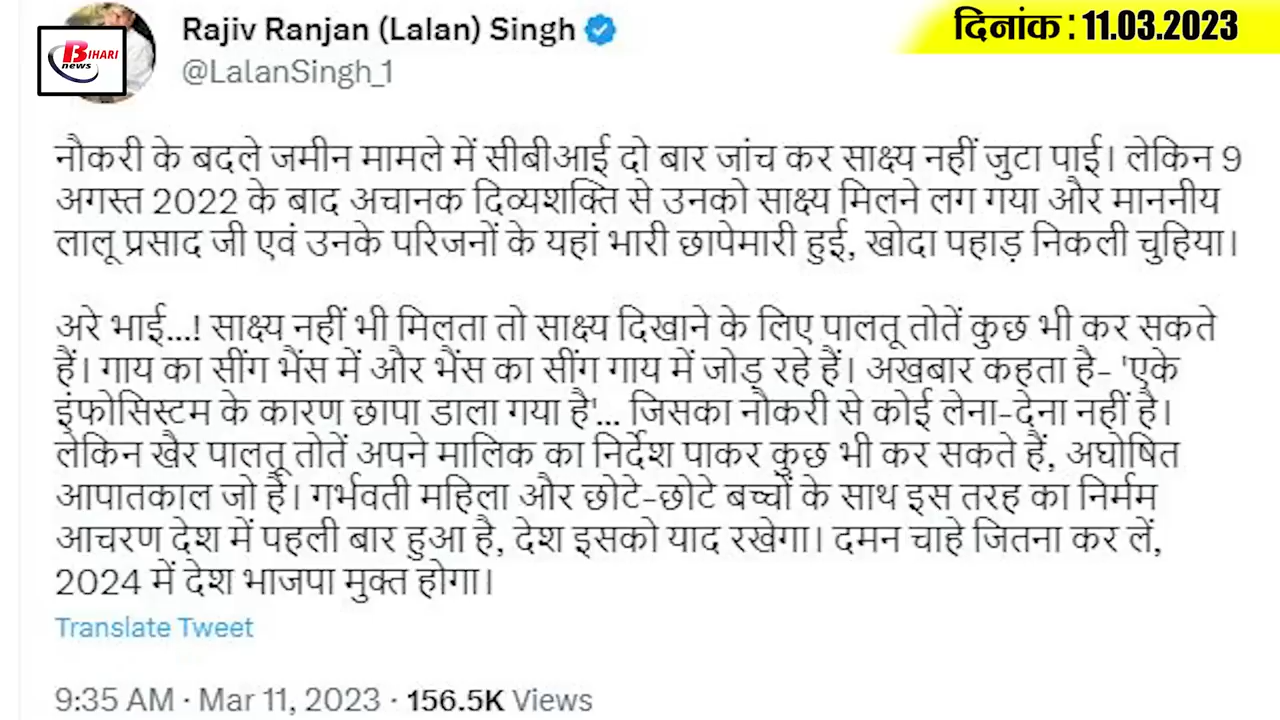 दिनांक : 11.03.2023
BIHARI
news
Rajiv Ranjan (Lalan) Singh
@LalanSingh_1
नौकरी के बदले जमीन मामले में सीबीआई दो बार जांच कर साक्ष्य नहीं जुटा पाई। लेकिन 9
अगस्त 2022 के बाद अचानक दिव्यशक्ति से उनको साक्ष्य मिलने लग गया और माननीय
लालू प्रसाद जी एवं उनके परिजनों के यहां भारी छापेमारी हुई, खोदा पहाड़ निकली चुहिया।
अरे भाई...! साक्ष्य नहीं भी मिलता तो साक्ष्य दिखाने के लिए पालतू तोतें कुछ भी कर सकते
हैं। गाय का सींग भैंस में और भैंस का सींग गाय में जोड़ रहे हैं। अखबार कहता है- 'एके
इंफोसिस्टम के कारण छापा डाला गया है'... जिसका नौकरी से कोई लेना-देना नहीं है।
लेकिन खैर पालतू तोतें अपने मालिक का निर्देश पाकर कुछ भी कर सकते हैं, अघोषित
आपातकाल जो है। गर्भवती महिला और छोटे-छोटे बच्चों के साथ इस तरह का निर्मम
आचरण देश में पहली बार हुआ है, देश इसको याद रखेगा। दमन चाहे जितना कर लें,
2024 में देश भाजपा मुक्त होगा।
Translate Tweet
9:35 AM · Mar 11, 2023 · 156.5K Views